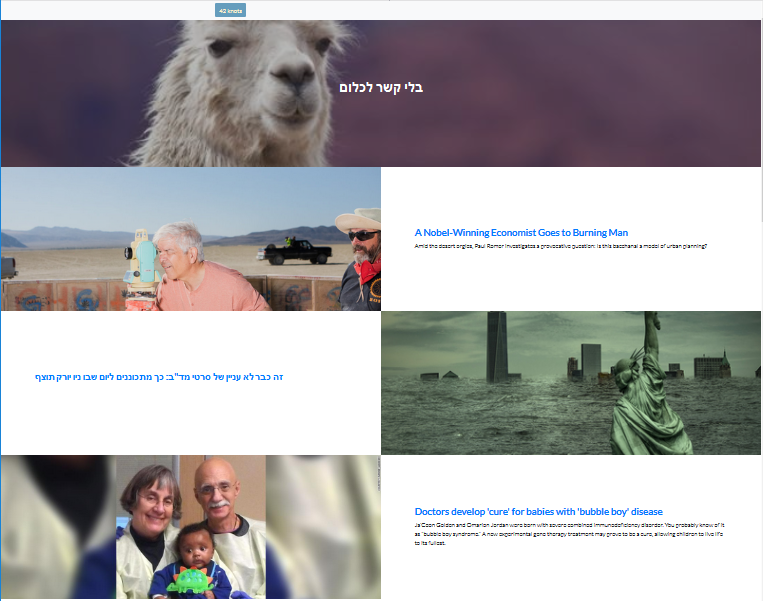 40 knots
בלי קשר לכלום
A Nobel-Winning Economist Goes to Burning Man
Amid the desert orgies, Paul Romer investigates a provocative question: is this bacchanal a model of urban planning?
זה כבר לא עניין של סרטי מד"ב: כך מתכוננים ליום שבו ניו יורק תוצף
Doctors develop 'cure' for babies with 'bubble boy' disease
Ja'Ceon Golden and Omarion Jordan were born with severe combined immunodeficiency disorder. You probably know of it
as "bubble boy syndrome." A new experimental gene therapy treatment may prove to be a cure, allowing children to live life
to its fullest.